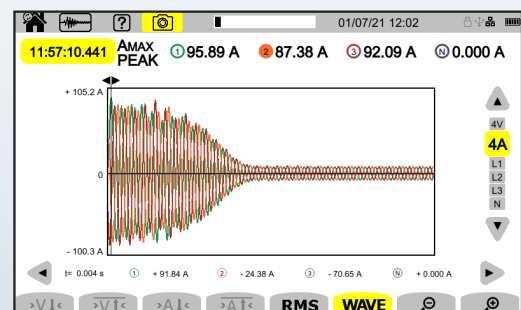 ? 01/07/21 12:02
11:57:10.441 AMAX PEAK 1 95.89 A 2 87.38 A 3 92.09 A N 0.000 A
+ 105.2 A
0
- 100.3 A
4V
4A
L1
L2
L3
N
t= 0.004 s 1 + 91.84 A 2 - 24.38 A 3 - 70.65 A N + 0.000 A
>V↓< >V↑< >A↓< >A↑< RMS WAVE